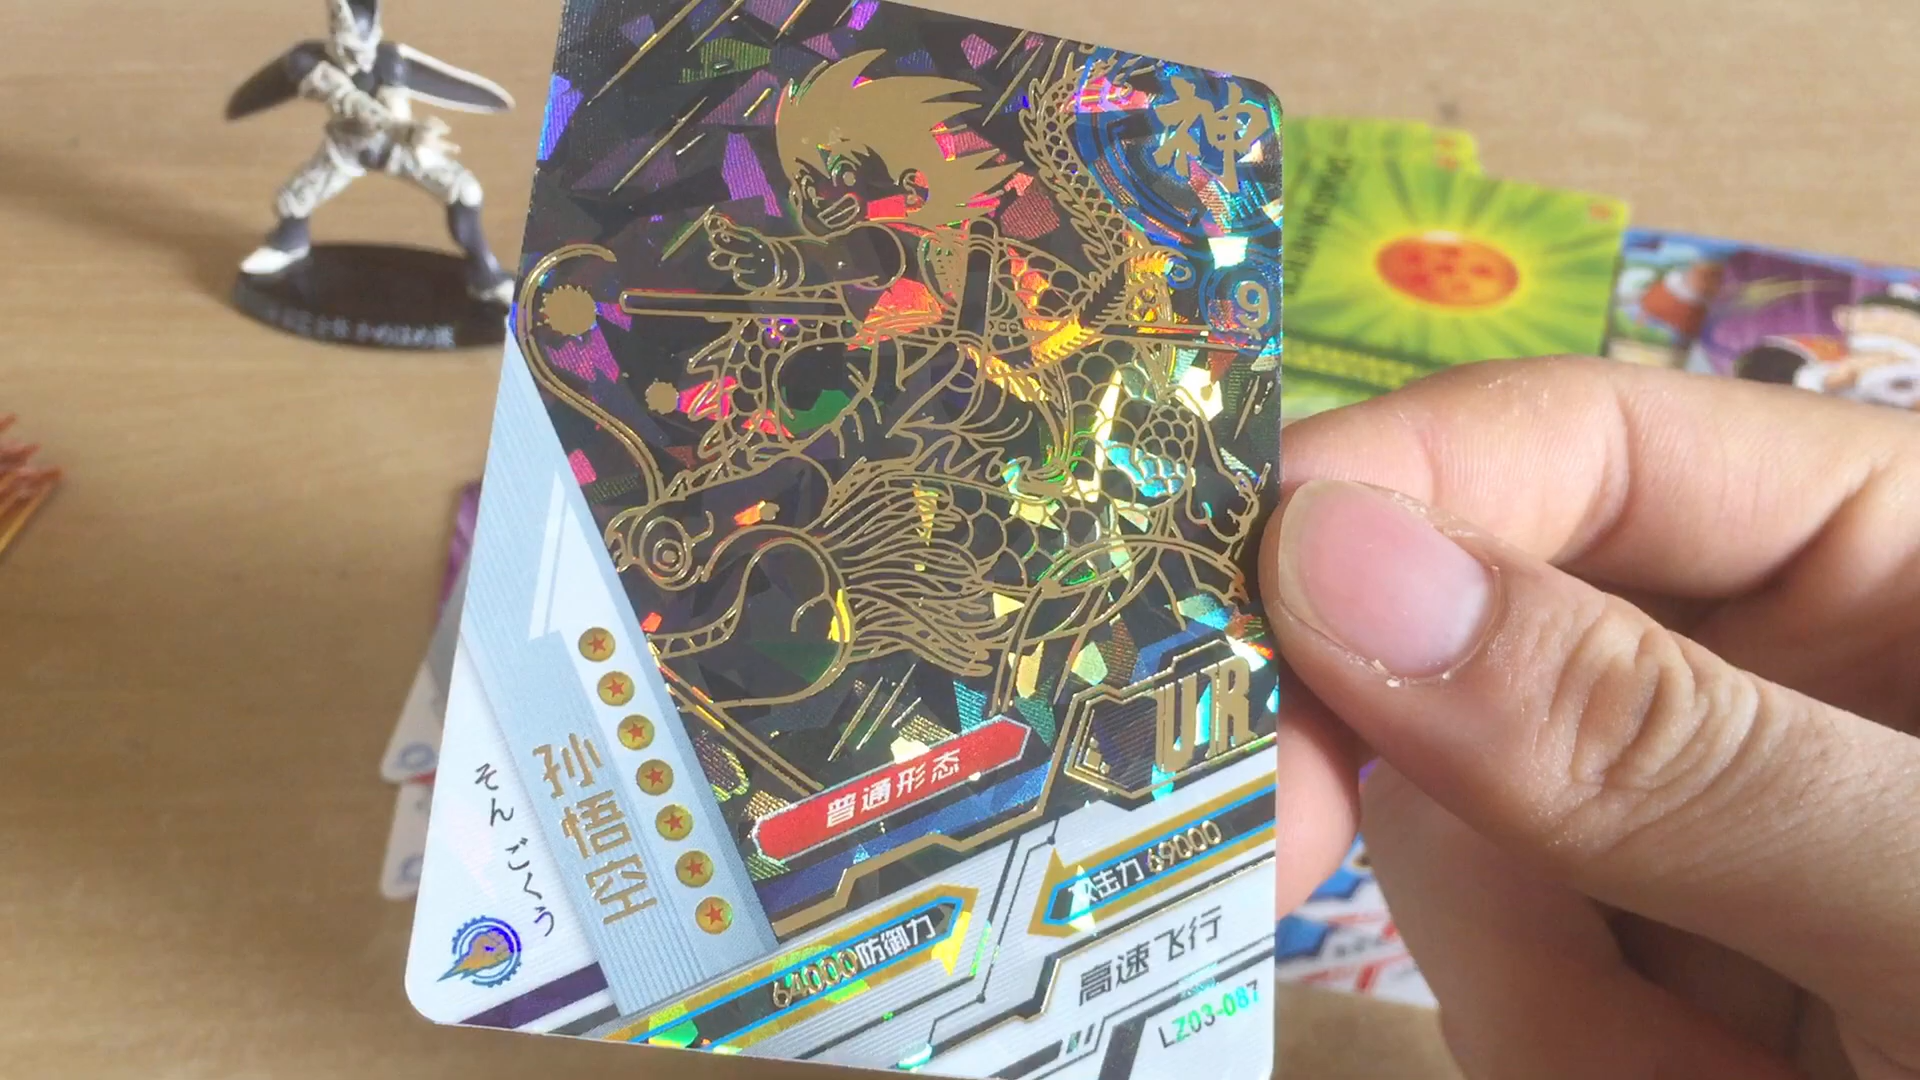 神
9
UR
普通形态
孙悟空
そん ごくう
攻击力 69000
64000防御力
高速飞行
LZ03-087